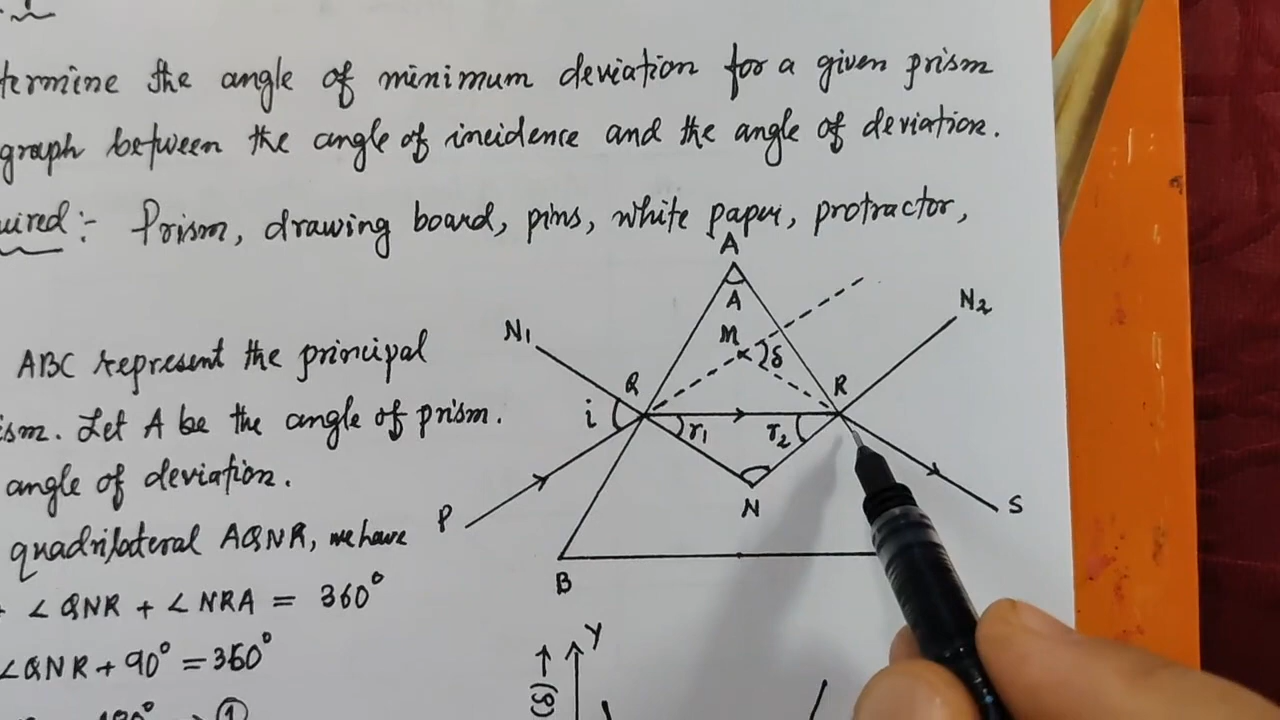 termine the angle of minimum deviation for a given prism
graph between the angle of incidence and the angle of deviation.
uired :- Prism, drawing board, pins, white paper, protractor,
A
A
N₁
M
N₂
ABC represent the principal
δ
Q
R
i
r₁
r₂
ism. Let A be the angle of prism.
angle of deviation.
N
S
P
quadrilateral AQNR, we have
B
+ ∠QNR + ∠NRA = 360°
∠QNR + 90° = 360°
Y
(δ) →
180° → ①